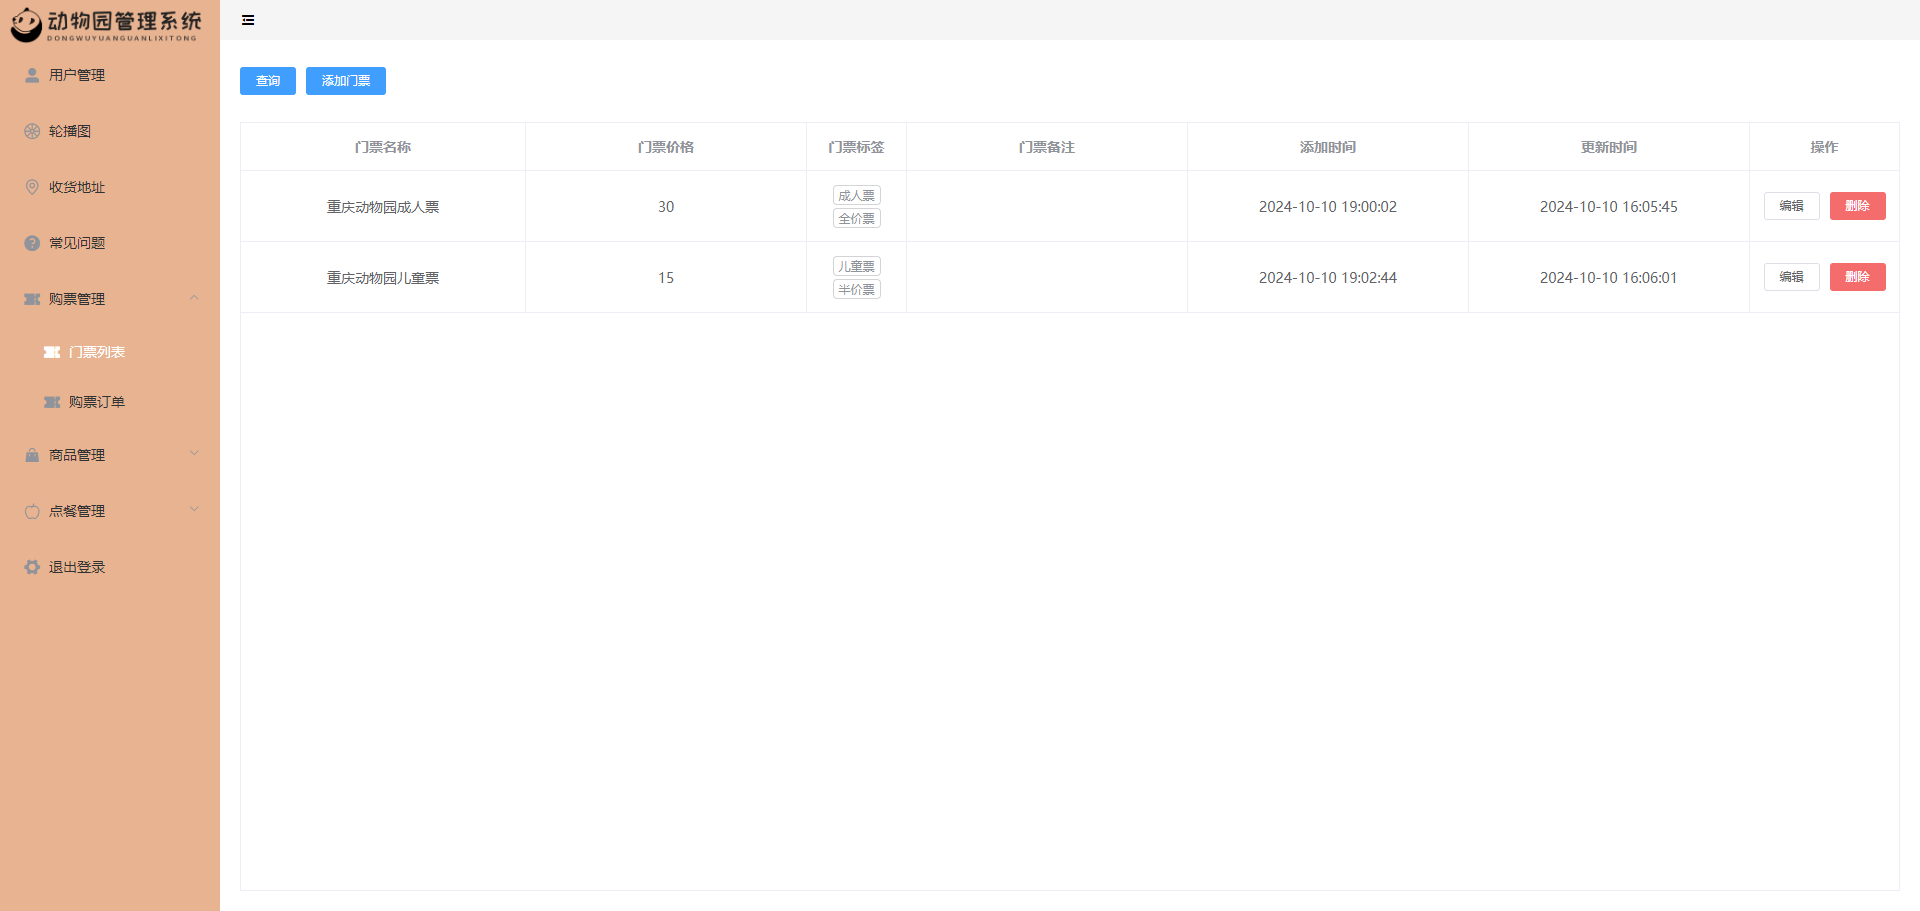 动物园管理系统
DONGWUYUANGUANLIXITONG
用户管理
轮播图
收货地址
常见问题
购票管理
门票列表
购票订单
商品管理
点餐管理
退出登录
查询 添加门票
门票名称 门票价格 门票标签 门票备注 添加时间 更新时间 操作
重庆动物园成人票 30 成人票 全价票 2024-10-10 19:00:02 2024-10-10 16:05:45 编辑 删除
重庆动物园儿童票 15 儿童票 半价票 2024-10-10 19:02:44 2024-10-10 16:06:01 编辑 删除